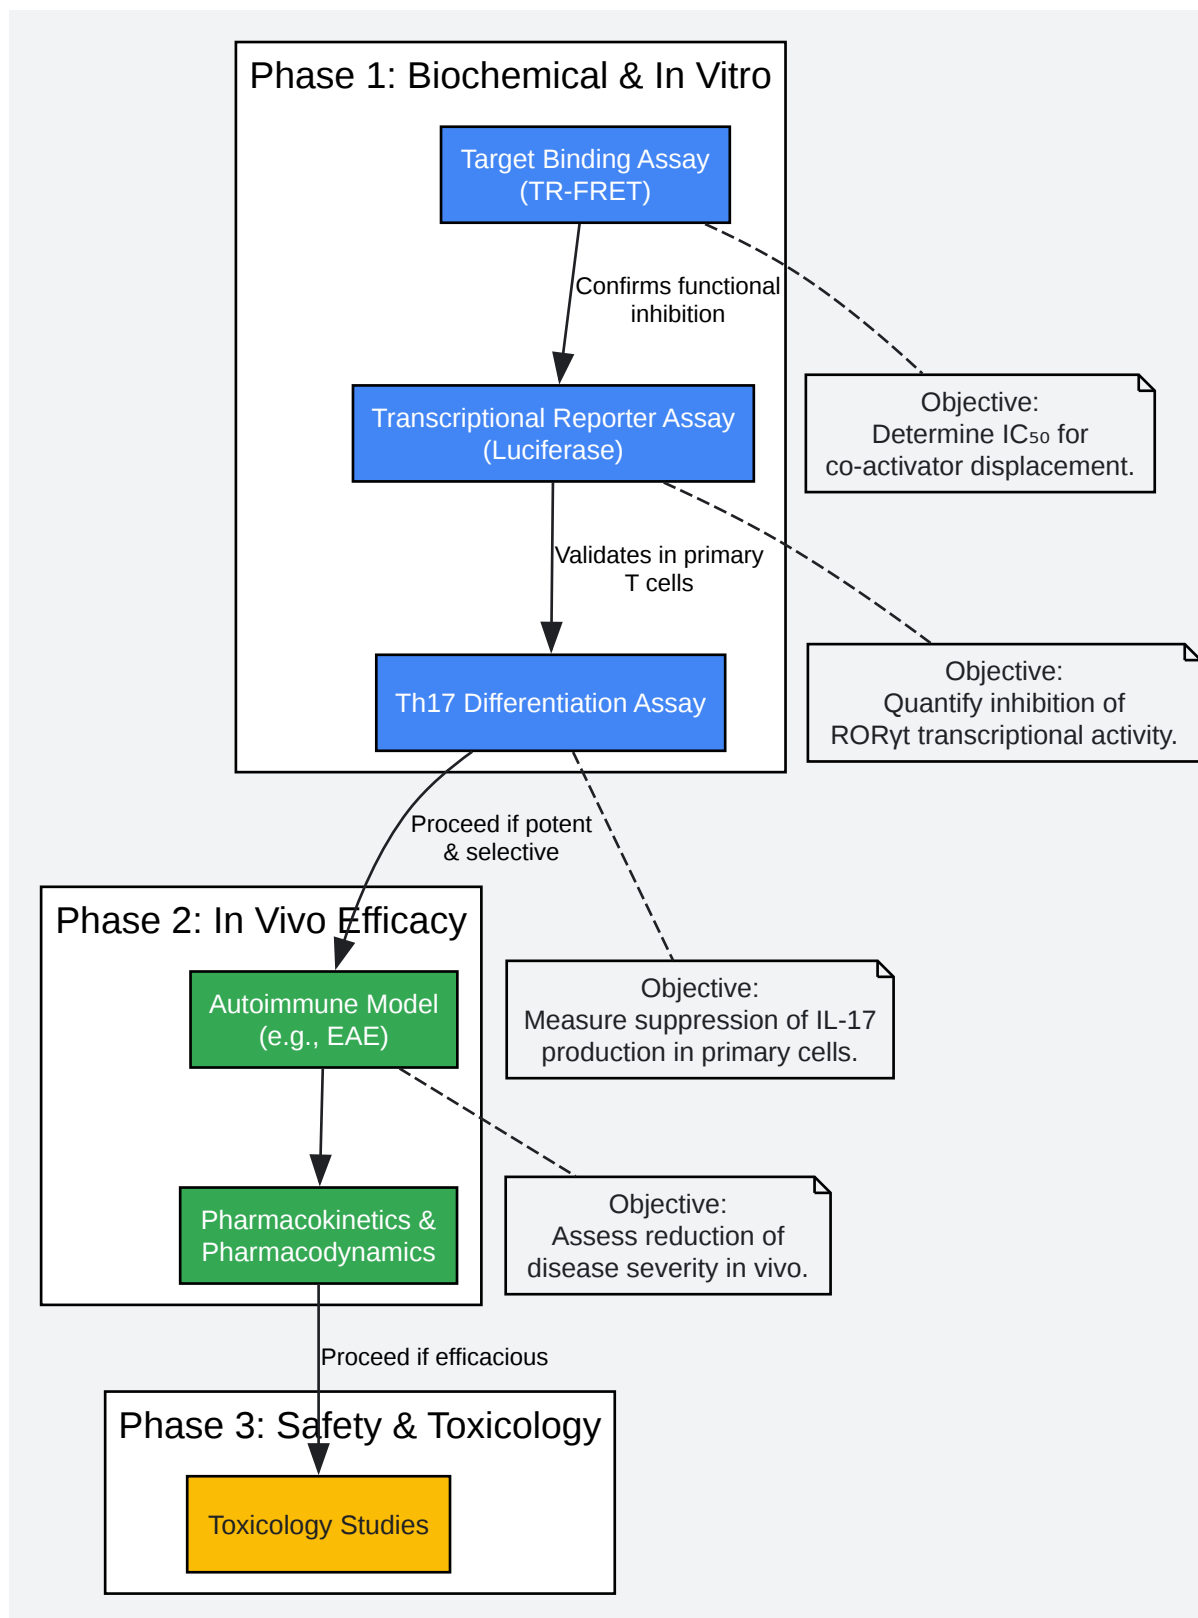 Phase 1: Biochemical & In Vitro
Target Binding Assay
(TR-FRET)
Confirms functional
inhibition
Objective:
Determine IC₅₀ for
co-activator displacement.
Transcriptional Reporter Assay
(Luciferase)
Validates in primary
T cells
Objective:
Quantify inhibition of
RORγt transcriptional activity.
Th17 Differentiation Assay
Proceed if potent
& selective
Phase 2: In Vivo Efficacy
Autoimmune Model
(e.g., EAE)
Objective:
Measure suppression of IL-17
production in primary cells.
Pharmacokinetics &
Pharmacodynamics
Objective:
Assess reduction of
disease severity in vivo.
Proceed if efficacious
Phase 3: Safety & Toxicology
Toxicology Studies